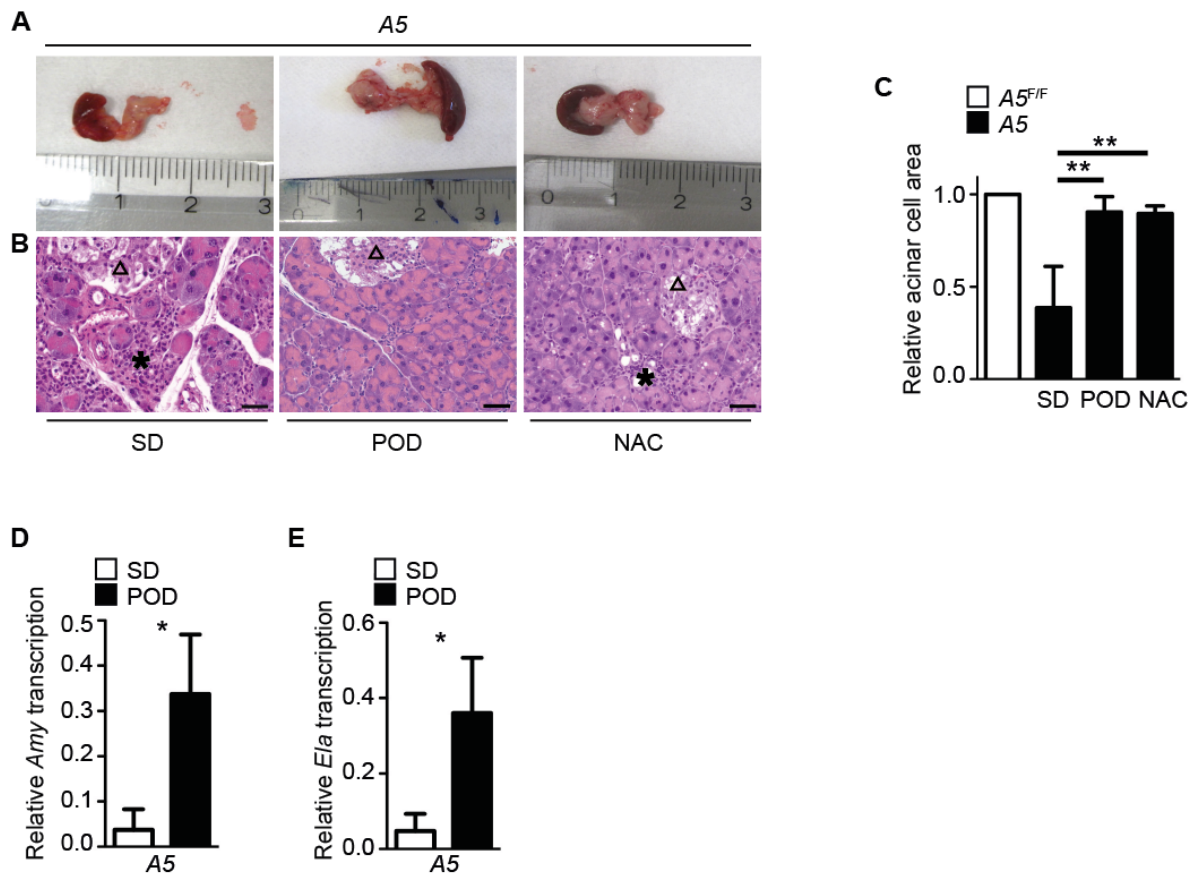 A
A5
1 2 3
0 1 2 3
0 1 2 3
B
SD POD NAC
C
A5F/F
A5
**
**
Relative acinar cell area
1.0
0.5
0.0
SD POD NAC
D
SD
POD
Relative Amy transcription
0.5
0.4
0.3
0.2
0.1
0.0
*
A5
E
SD
POD
Relative Ela transcription
0.6
0.4
0.2
0.0
*
A5